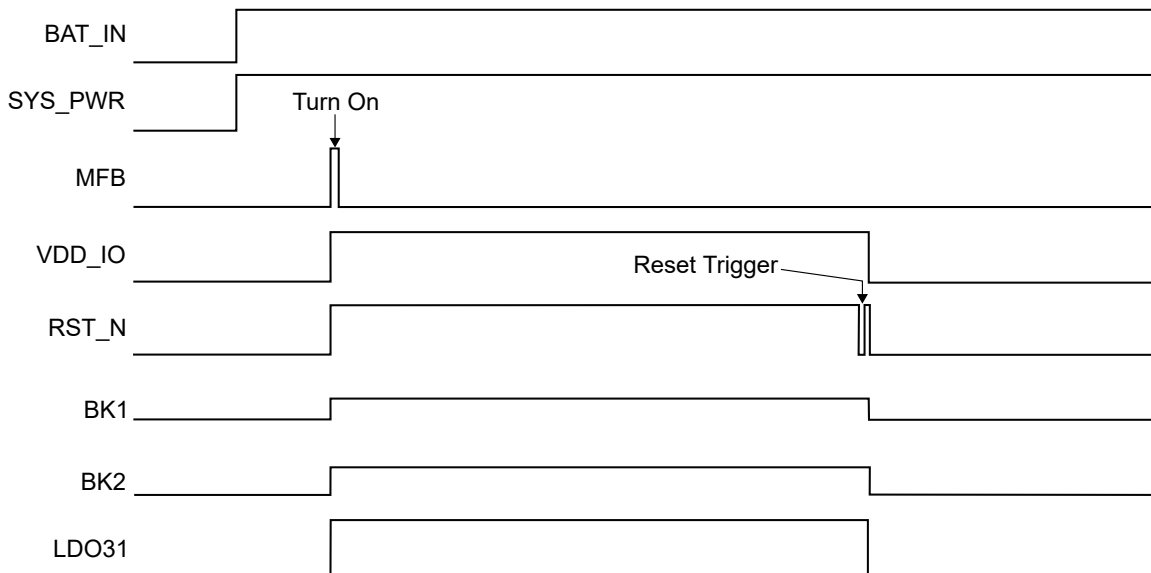 BAT_IN
SYS_PWR
Turn On
MFB
VDD_IO
Reset Trigger
RST_N
BK1
BK2
LDO31